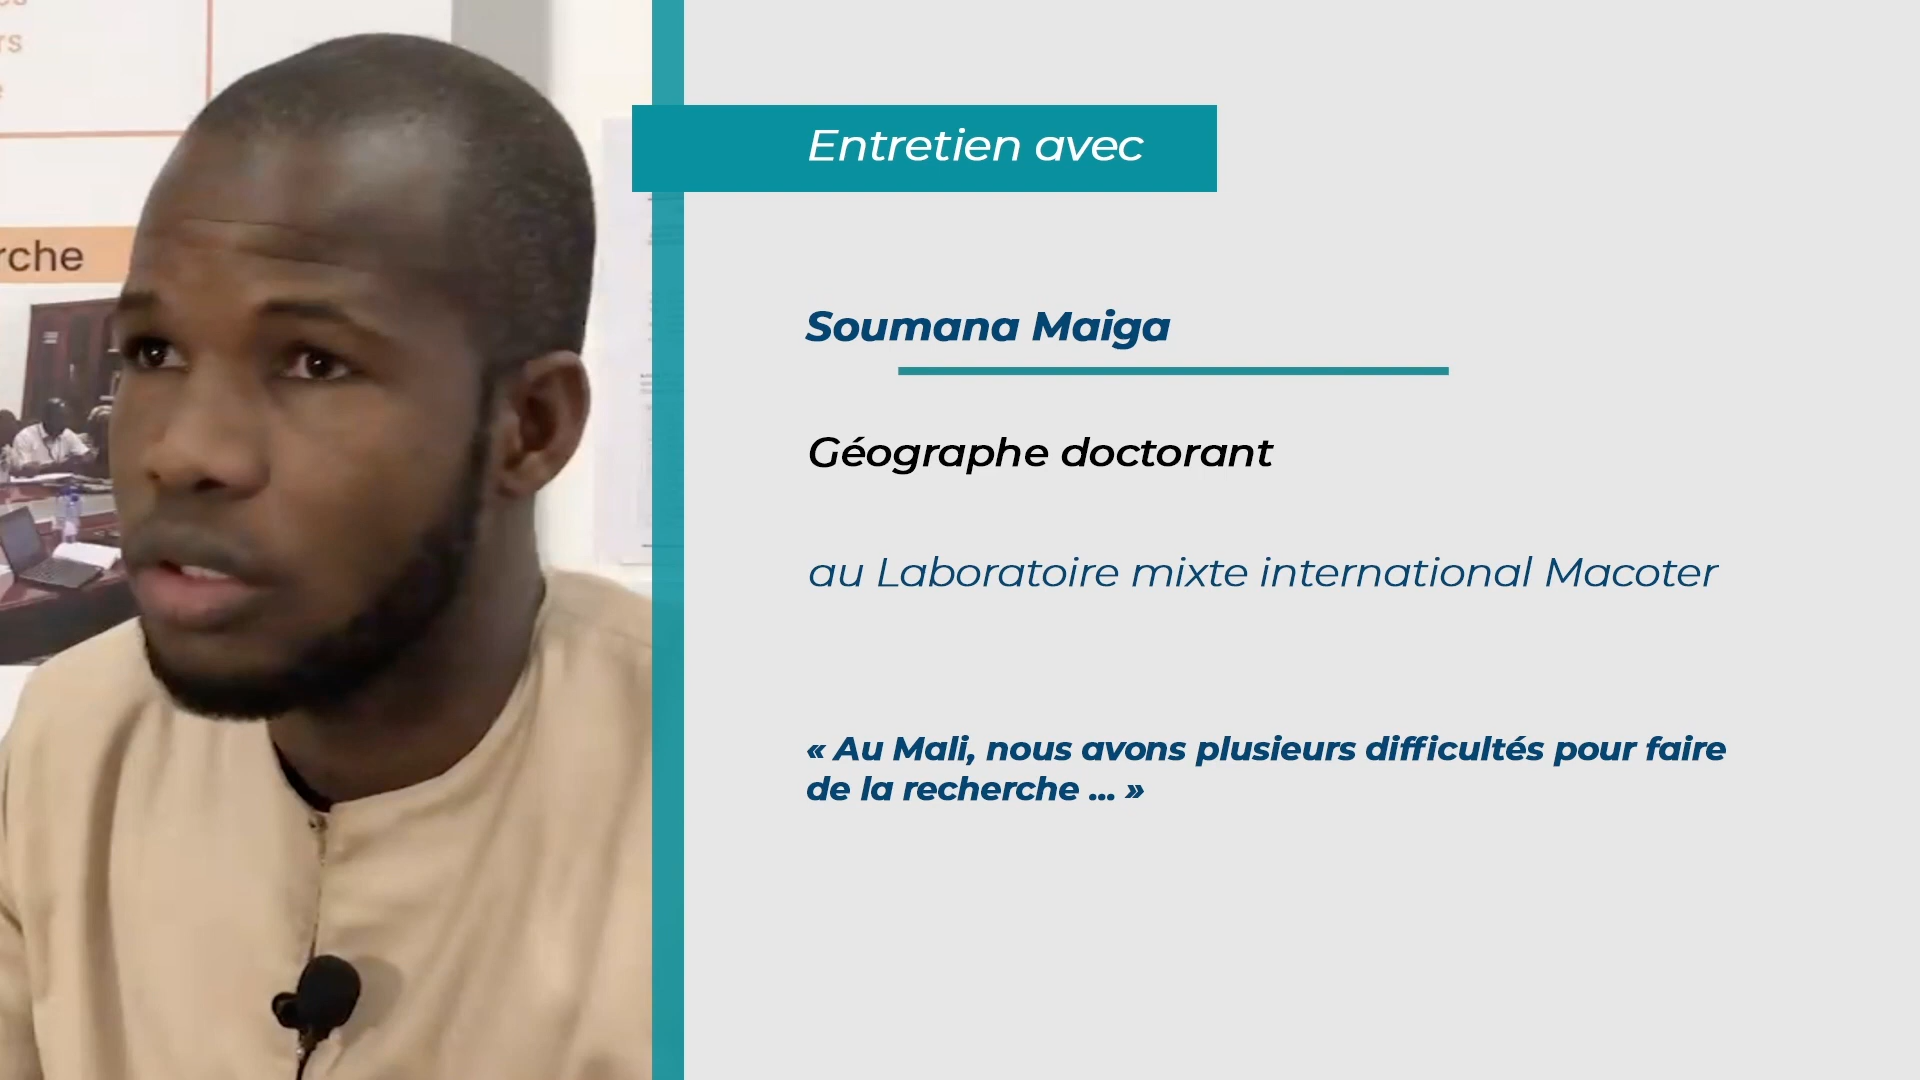 rs
rche
Entretien avec
Soumana Maiga
Géographe doctorant
au Laboratoire mixte international Macoter
« Au Mali, nous avons plusieurs difficultés pour faire
de la recherche ... »